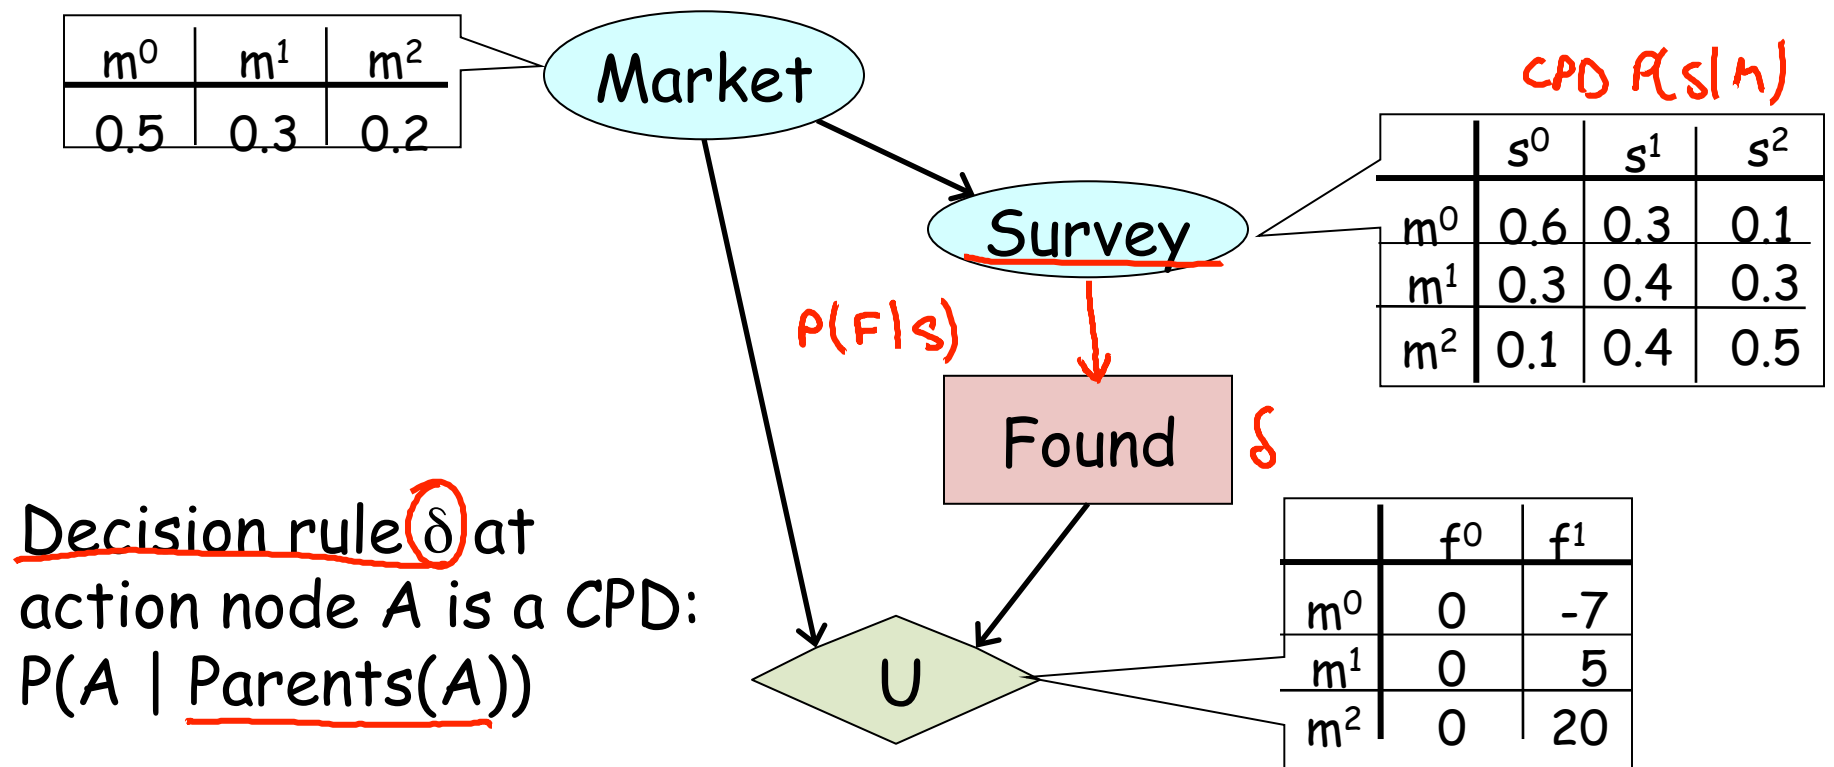 m⁰ m¹ m²
0.5 0.3 0.2
Market
CPD P(S|M)
s⁰ s¹ s²
m⁰ 0.6 0.3 0.1
m¹ 0.3 0.4 0.3
m² 0.1 0.4 0.5
Survey
P(F|S)
Found δ
Decision rule δ at
action node A is a CPD:
P(A | Parents(A))
U
f⁰ f¹
m⁰ 0 -7
m¹ 0 5
m² 0 20